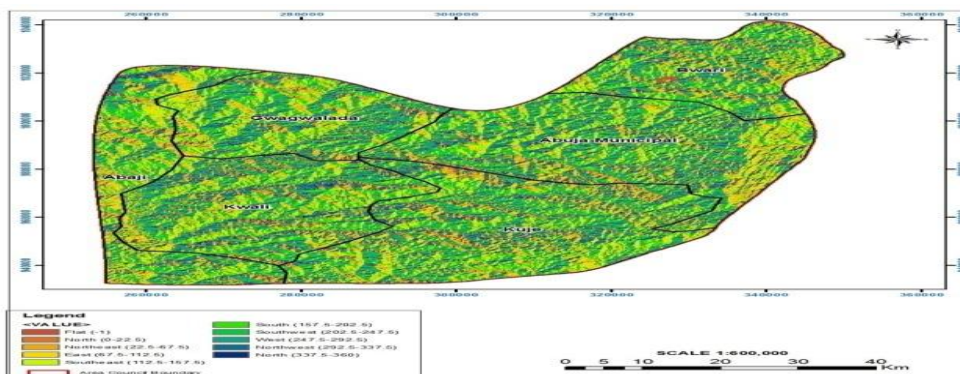 260000 280000 300000 320000 340000 360000
Bwari
Gwagwalada
Abuja Municipal
Abaji
Kwali
Kuje
260000 280000 300000 320000 340000 360000
Legend
<VALUE>
Flat (-1)
North (0-22.5)
Northeast (22.5-67.5)
East (67.5-112.5)
Southeast (112.5-157.5)
South (157.5-202.5)
Southwest (202.5-247.5)
West (247.5-292.5)
Northwest (292.5-337.5)
North (337.5-360)
Area Council Boundary
SCALE 1:600,000
0 5 10 20 30 40
Km